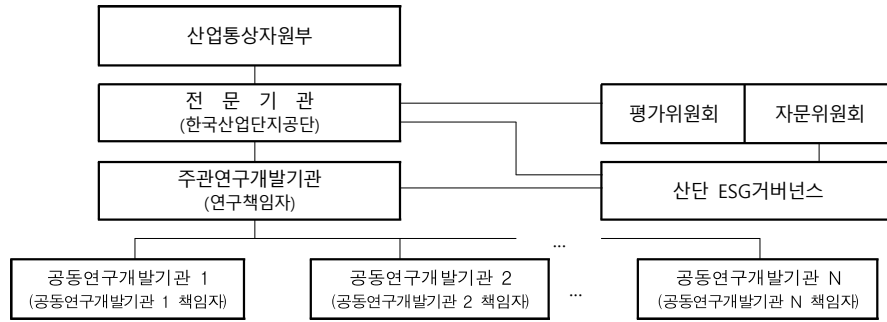 산업통상자원부
전 문 기 관
(한국산업단지공단)
평가위원회
자문위원회
주관연구개발기관
(연구책임자)
산단 ESG거버넌스
...
공동연구개발기관 1
(공동연구개발기관 1 책임자)
공동연구개발기관 2
(공동연구개발기관 2 책임자)
...
공동연구개발기관 N
(공동연구개발기관 N 책임자)